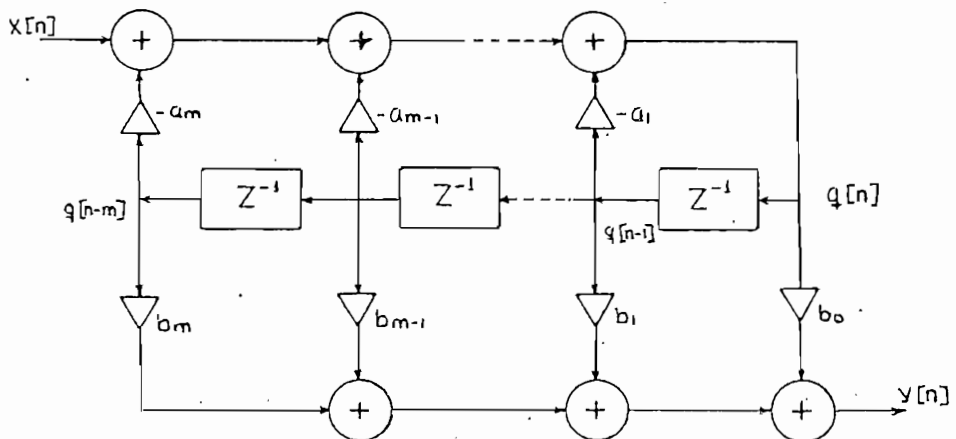 x[n] + + +
-am -am-1 -a1
z⁻¹ z⁻¹ z⁻¹ q[n]
q[n-m] q[n-1]
bm bm-1 b1 b0
+ + + y[n]